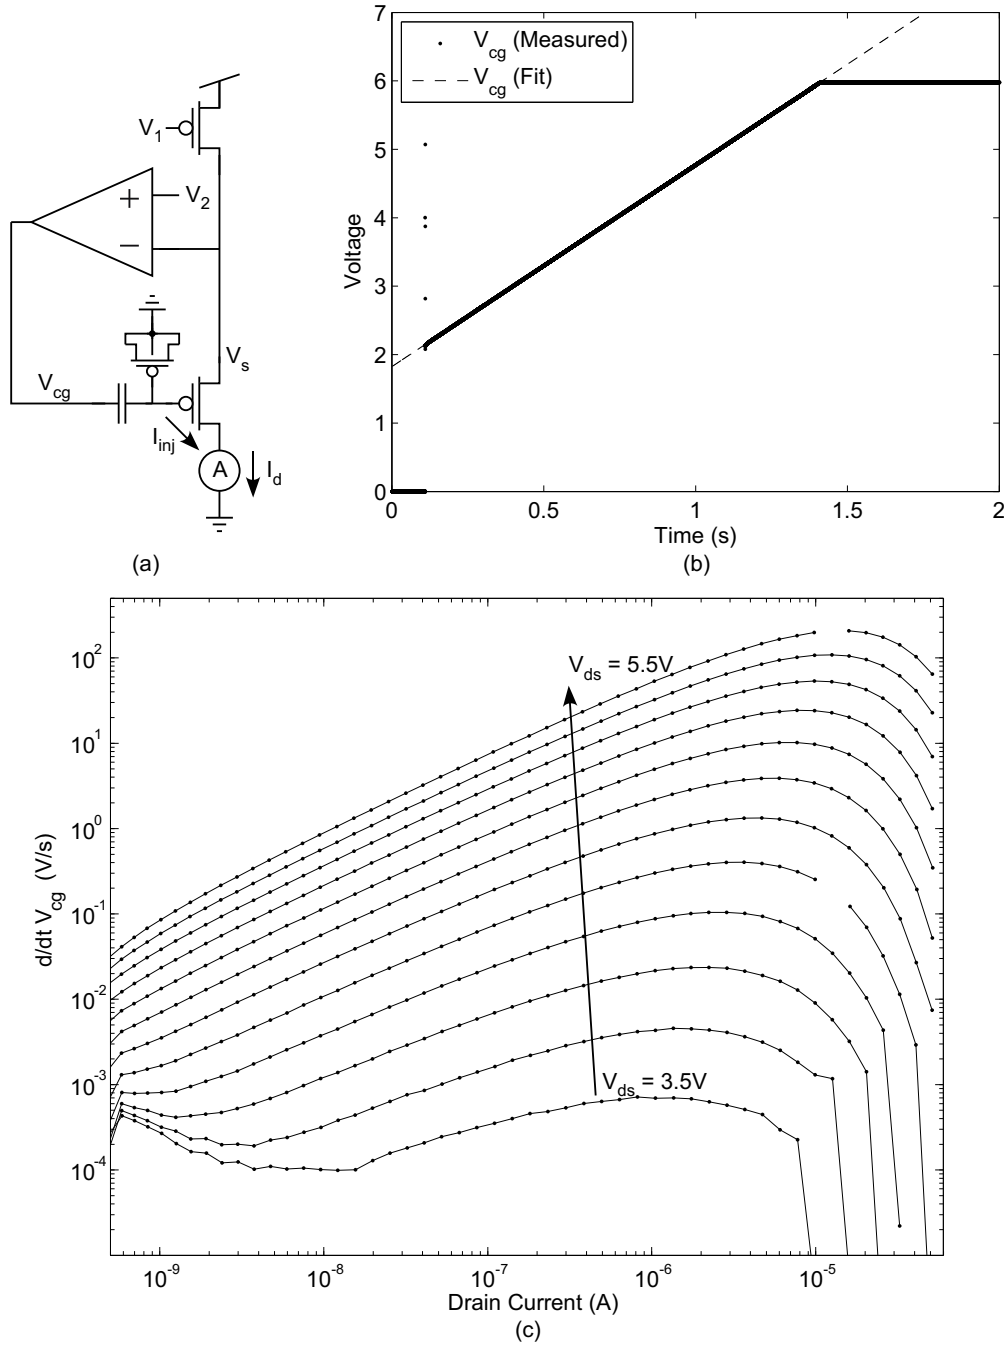 V1
+
V2
−
Vs
Vcg
Iinj
A
Id
(a)
7
6
5
4
3
2
1
0
Voltage
Vcg (Measured)
Vcg (Fit)
0
0.5
1
1.5
2
Time (s)
(b)
10^2
10^1
10^0
10^-1
10^-2
10^-3
10^-4
d/dt Vcg (V/s)
Vds = 5.5V
Vds = 3.5V
10^-9
10^-8
10^-7
10^-6
10^-5
Drain Current (A)
(c)